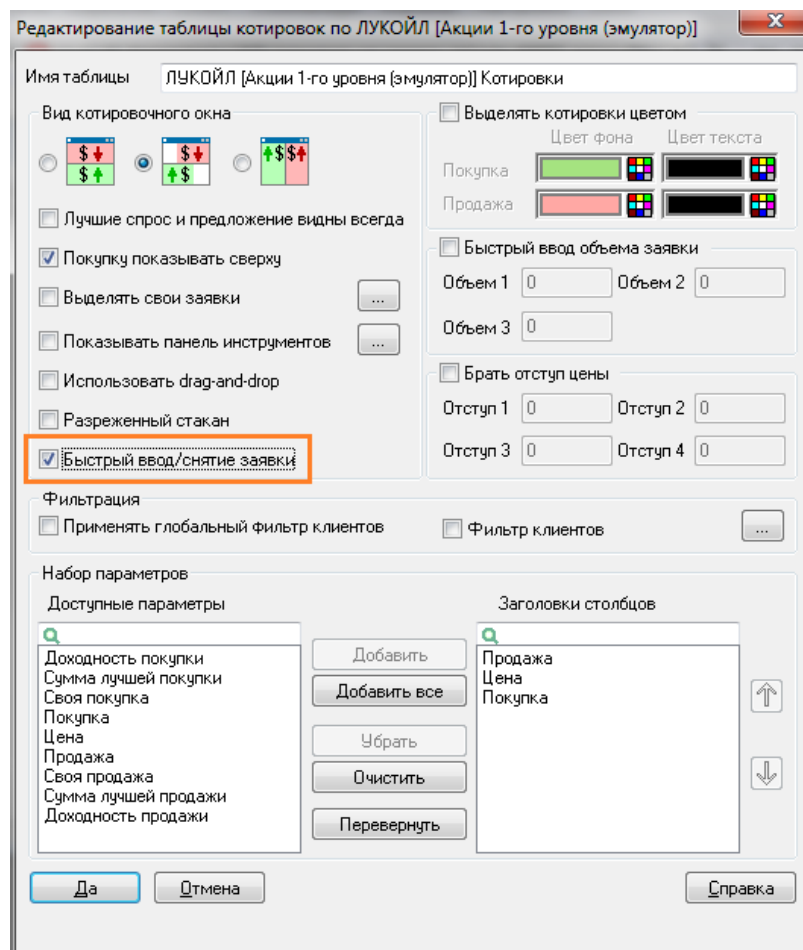 Редактирование таблицы котировок по ЛУКОЙЛ [Акции 1-го уровня (эмулятор)]
Имя таблицы ЛУКОЙЛ [Акции 1-го уровня (эмулятор)] Котировки
Вид котировочного окна
$ $ $$
$ $
Лучшие спрос и предложение видны всегда
Покупку показывать сверху
Выделять свои заявки ...
Показывать панель инструментов ...
Использовать drag-and-drop
Разреженный стакан
Быстрый ввод/снятие заявки
Выделять котировки цветом
Цвет фона Цвет текста
Покупка
Продажа
Быстрый ввод объема заявки
Объем 1 0 Объем 2 0
Объем 3 0
Брать отступ цены
Отступ 1 0 Отступ 2 0
Отступ 3 0 Отступ 4 0
Фильтрация
Применять глобальный фильтр клиентов Фильтр клиентов ...
Набор параметров
Доступные параметры
Доходность покупки
Сумма лучшей покупки
Своя покупка
Покупка
Цена
Продажа
Своя продажа
Сумма лучшей продажи
Доходность продажи
Добавить
Добавить все
Убрать
Очистить
Перевернуть
Заголовки столбцов
Продажа
Цена
Покупка
Да Отмена Справка